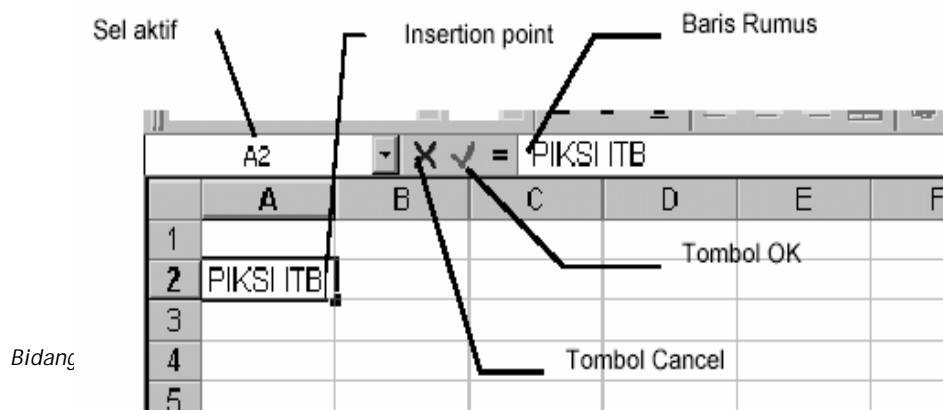 Sel aktif Insertion point Baris Rumus
A2 = PIKSI ITB
A B C D E F
1
Tombol OK
2 PIKSI ITB
3
Bidang 4 Tombol Cancel
5